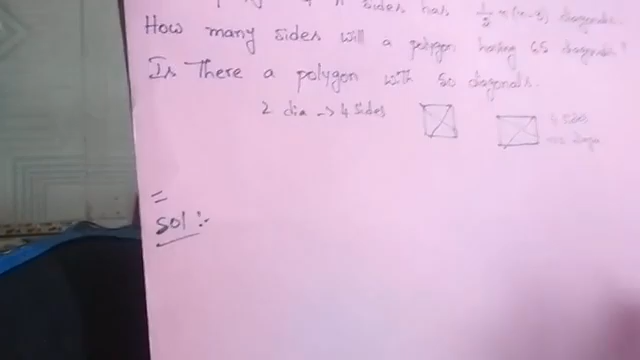 sides has 1/2 n(n-3) diagonals.
How many sides will a polygon having 65 diagonals?
Is There a polygon with 50 diagonals.
2 dia -> 4 sides
4 sides
=
Sol :-